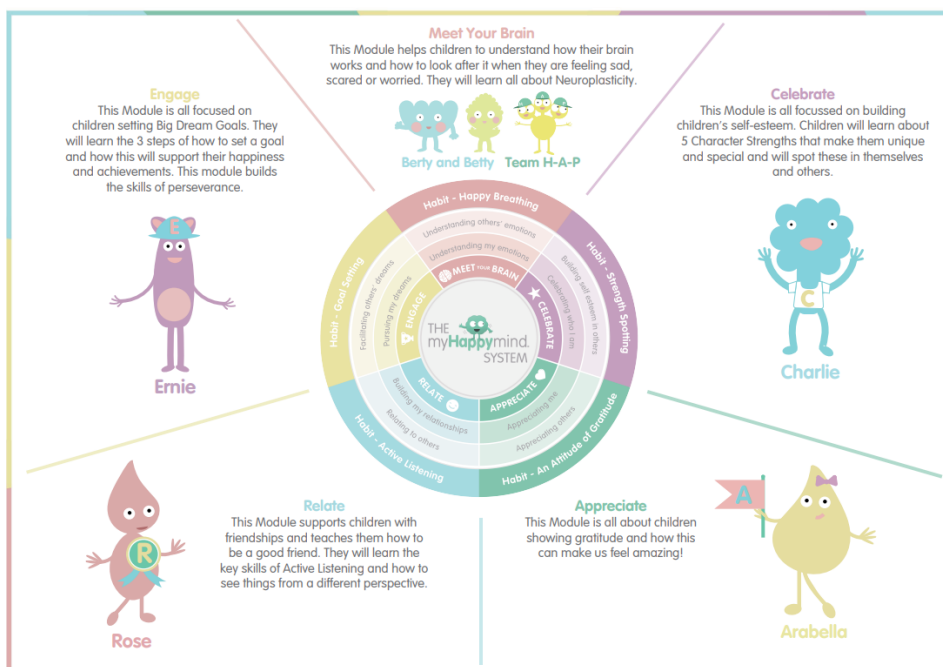 Meet Your Brain
This Module helps children to understand how their brain
works and how to look after it when they are feeling sad,
scared or worried. They will learn all about Neuroplasticity.
Berty and Betty
Team H-A-P
Engage
This Module is all focused on
children setting Big Dream Goals. They
will learn the 3 steps of how to set a goal
and how this will support their happiness
and achievements. This module builds
the skills of perseverance.
E
Ernie
Celebrate
This Module is all focussed on building
children's self-esteem. Children will learn about
5 Character Strengths that make them unique
and special and will spot these in themselves
and others.
C
Charlie
Habit - Happy Breathing
Understanding others' emotions
Understanding my emotions
MEET YOUR BRAIN
Habit - Strength Spotting
Building self esteem in others
Celebrating who I am
CELEBRATE
Habit - An Attitude of Gratitude
Appreciating others
Appreciating me
APPRECIATE
Habit - Active Listening
Relating to others
Building my relationships
RELATE
Habit - Goal Setting
Facilitating others' dreams
Pursuing my dreams
ENGAGE
THE
myHappymind.
SYSTEM
Relate
This Module supports children with
friendships and teaches them how to
be a good friend. They will learn the
key skills of Active Listening and how to
see things from a different perspective.
R
Rose
Appreciate
This Module is all about children
showing gratitude and how this
can make us feel amazing!
A
Arabella